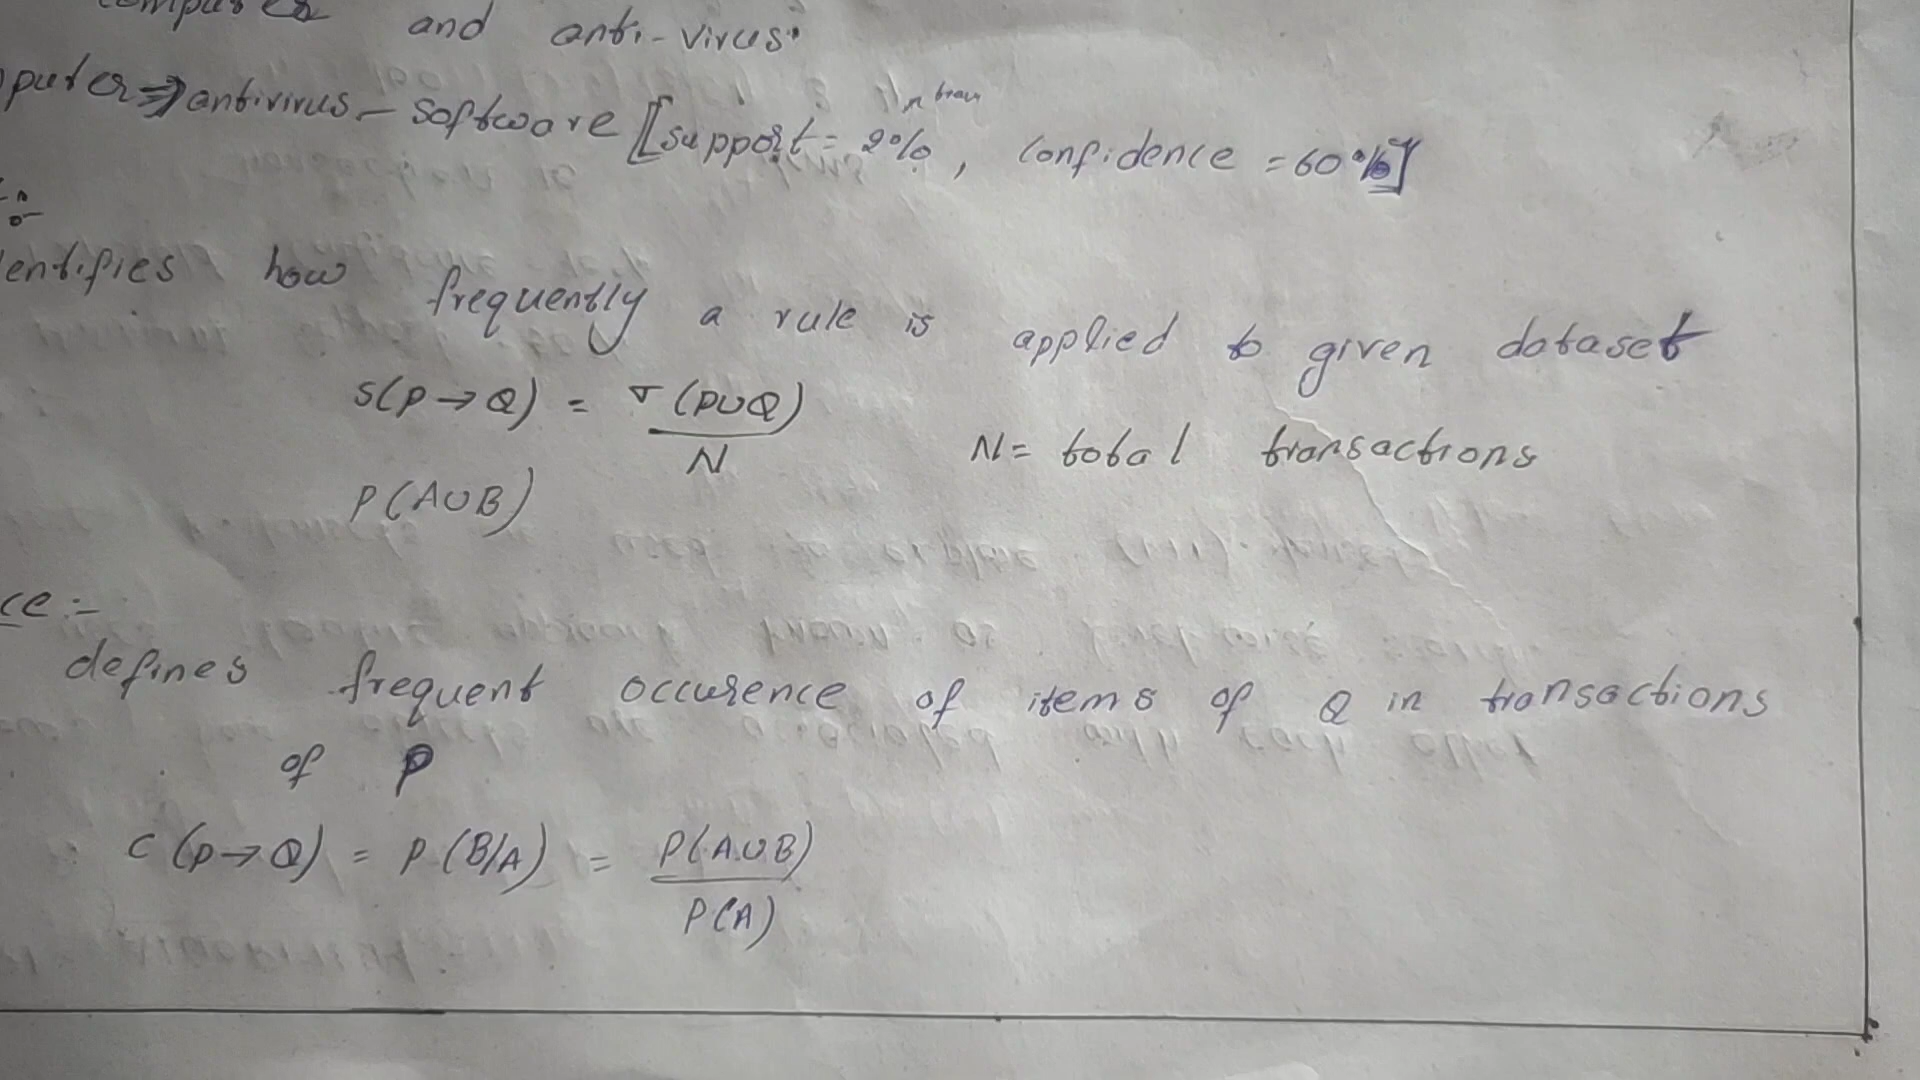 and anti-virus.
puter ⇒ antivirus - software [support = 2%, confidence = 60%]
entifies how frequently a rule is applied to given dataset
S(P→Q) = σ(P∪Q) / N N = total transactions
P(A∪B)
ce :-
defines frequent occurence of items of Q in transactions
of P
C(P→Q) = P(B/A) = P(A∪B) / P(A)